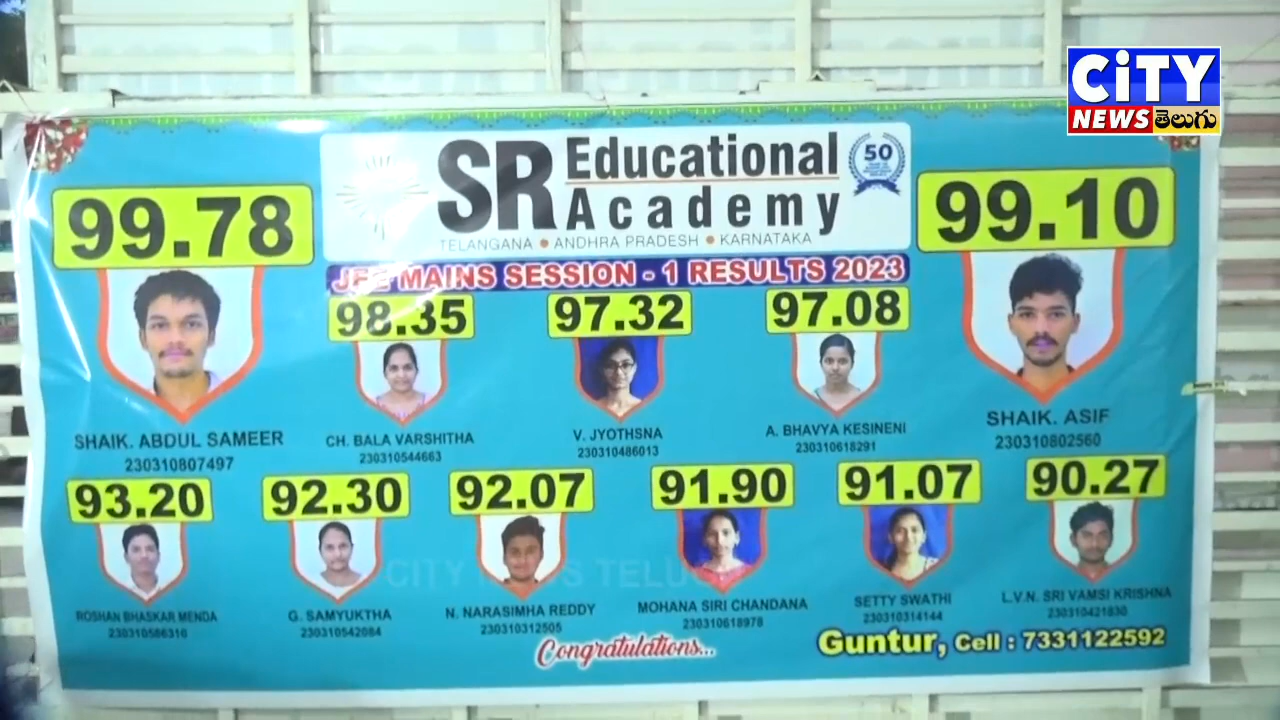 CiTY
NEWS తెలుగు
SR Educational Academy
50
TELANGANA • ANDHRA PRADESH • KARNATAKA
JEE MAINS SESSION - 1 RESULTS 2023
99.78
99.10
98.35
97.32
97.08
SHAIK. ABDUL SAMEER
230310807497
CH. BALA VARSHITHA
230310544663
V. JYOTHSNA
230310486013
A. BHAVYA KESINENI
230310618291
SHAIK. ASIF
230310802560
93.20
92.30
92.07
91.90
91.07
90.27
ROSHAN BHASKAR MENDA
230310586310
G. SAMYUKTHA
230310542084
N. NARASIMHA REDDY
230310312505
MOHANA SIRI CHANDANA
230310618978
SETTY SWATHI
230310314144
L.V.N. SRI VAMSI KRISHNA
230310421830
CITY NEWS TELUGU
Congratulations...
Guntur, Cell : 7331122592